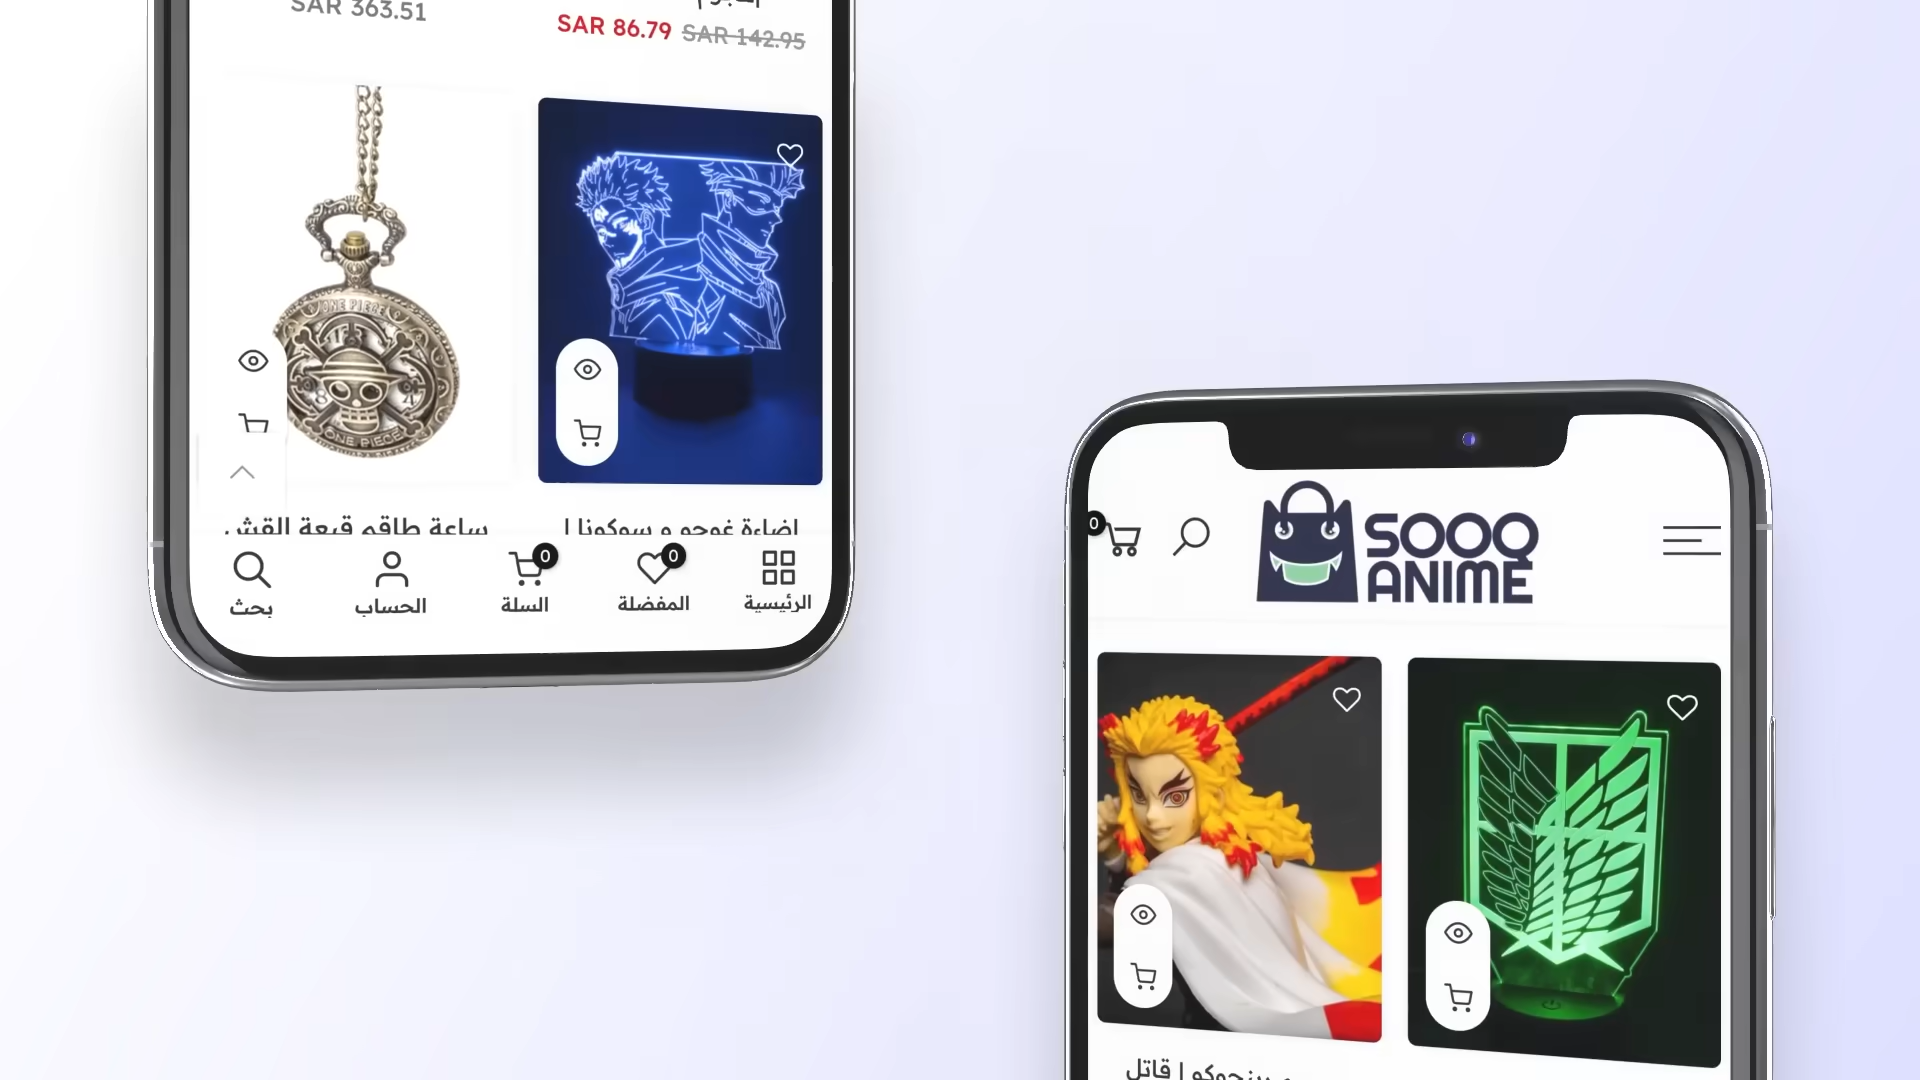 SAR 363.51
SAR 86.79 SAR 142.95
ONE PIECE
ONE PIECE
ساعة طاقم قبعة القش
اضاءة غوجو و سوكونا |
0
0
بحث
الحساب
السلة
المفضلة
الرئيسية
0
SOOQ
ANIME
| قاتل